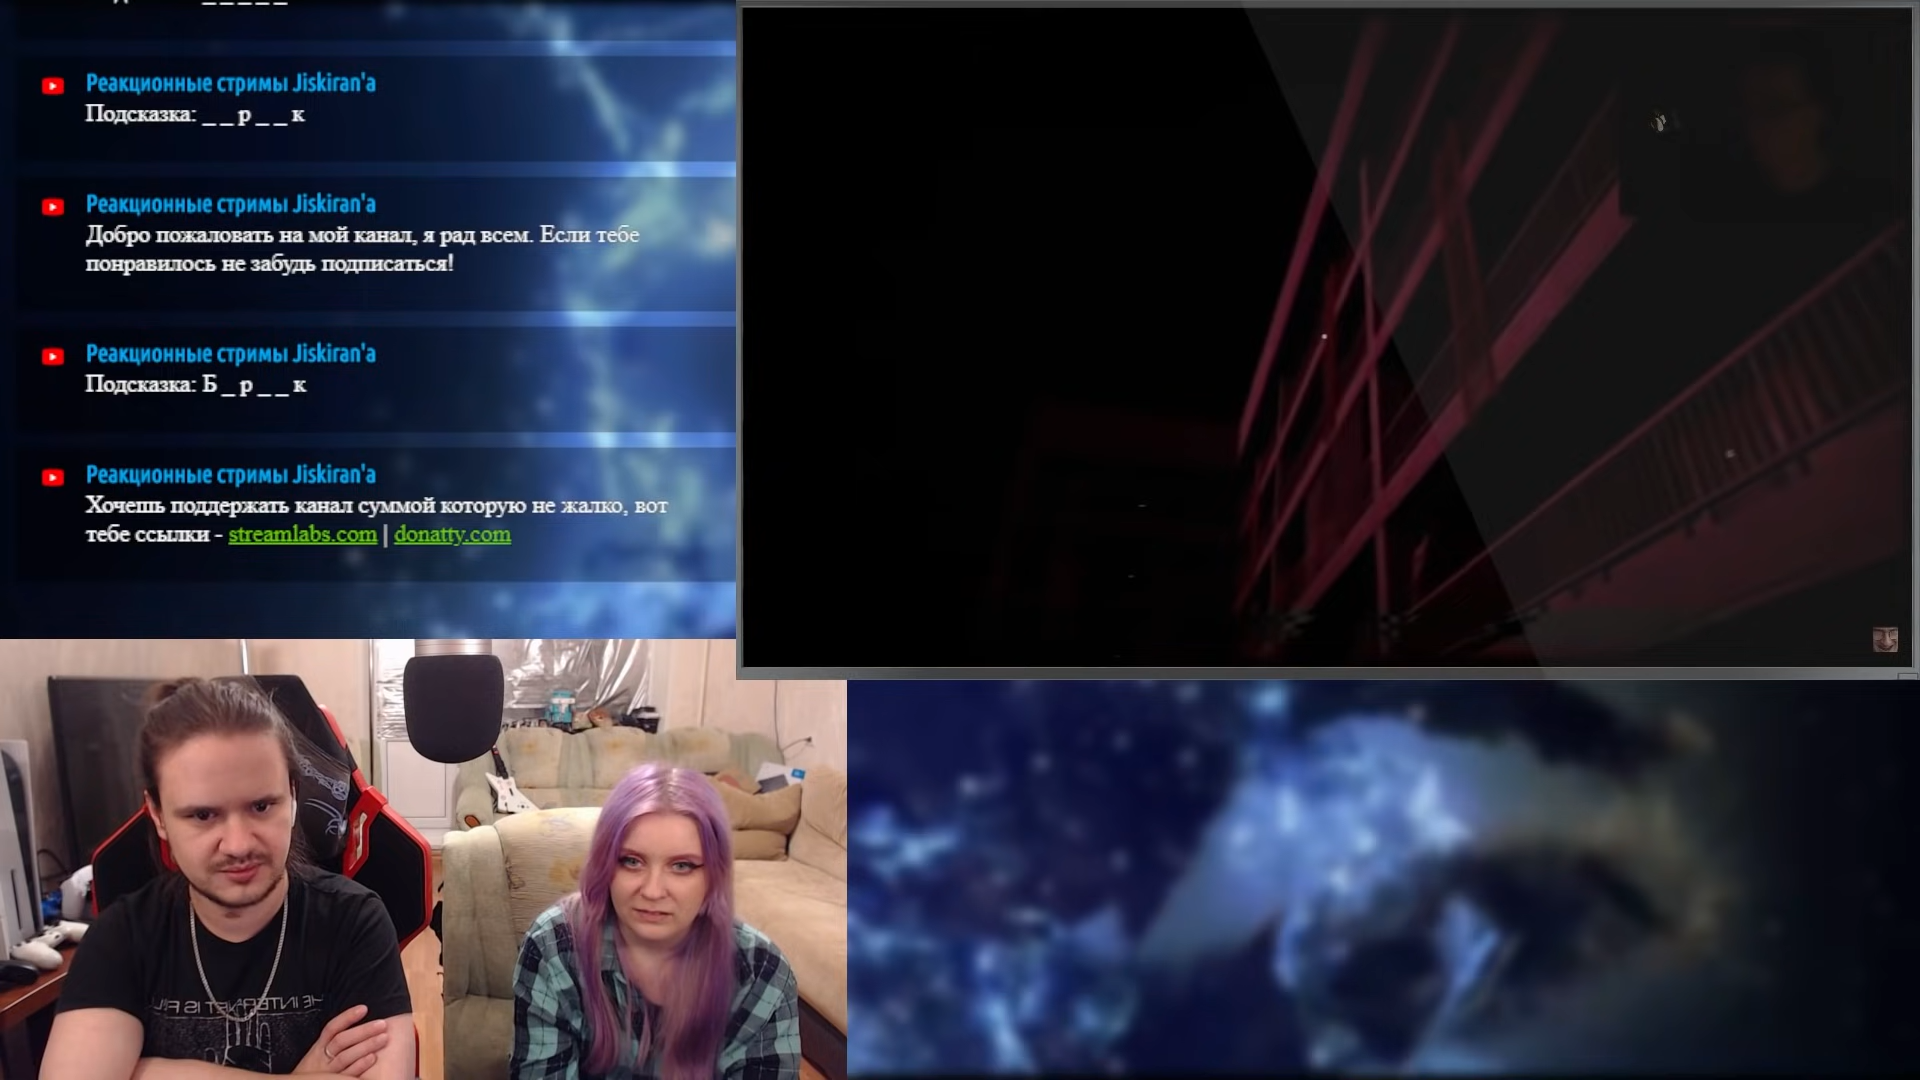 Реакционные стримы Jiskiran'a
Подсказка: _ _ р _ _ к
Реакционные стримы Jiskiran'a
Добро пожаловать на мой канал, я рад всем. Если тебе
понравилось не забудь подписаться!
Реакционные стримы Jiskiran'a
Подсказка: Б _ р _ _ к
Реакционные стримы Jiskiran'a
Хочешь поддержать канал суммой которую не жалко, вот
тебе ссылки - streamlabs.com | donatty.com